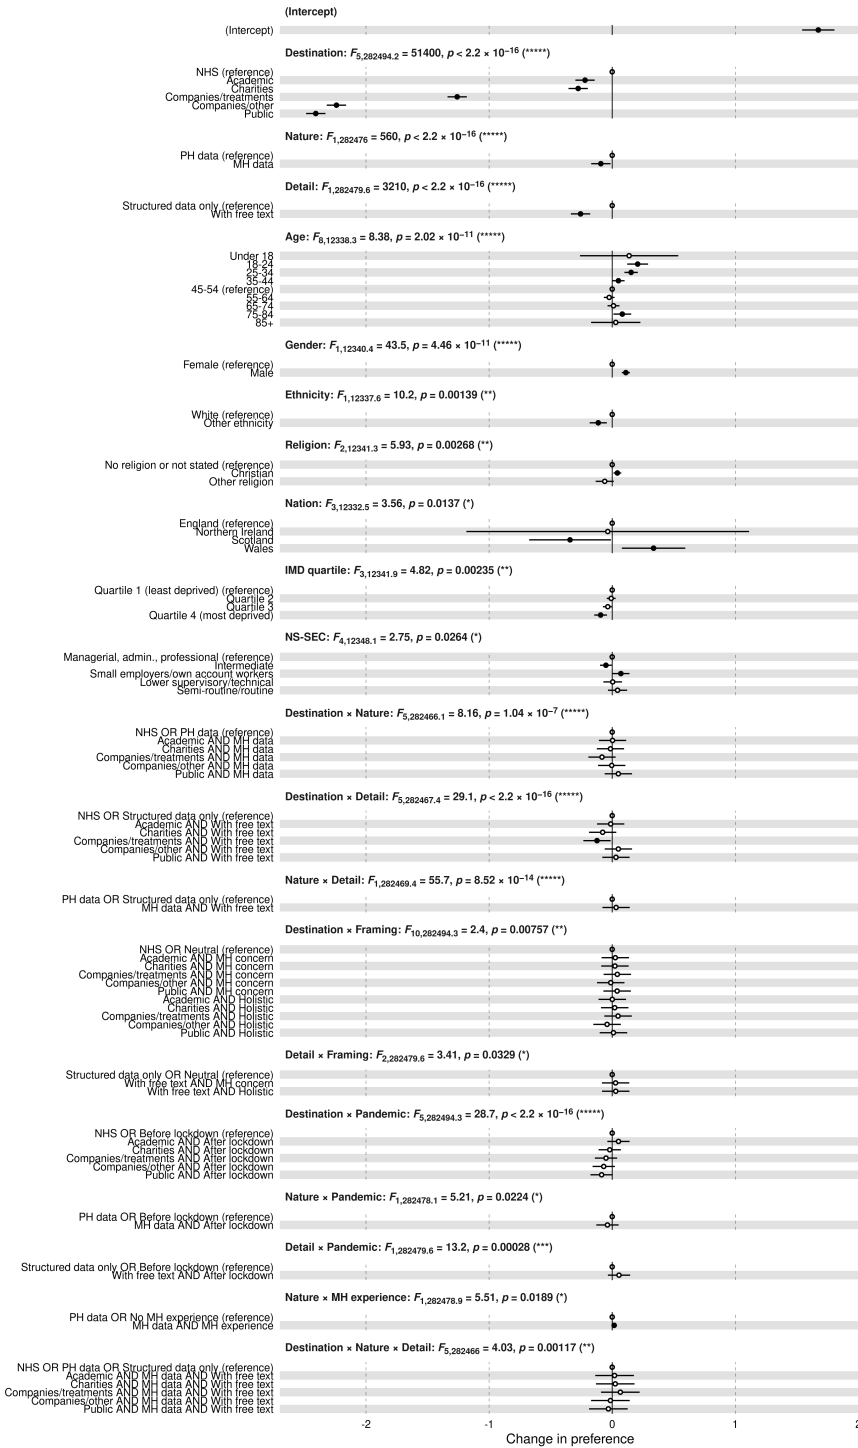 (Intercept)
(Intercept)
Destination: F5,282494.2 = 51400, p < 2.2 × 10−16 (*****)
NHS (reference)
Academic
Charities
Companies/treatments
Companies/other
Public
Nature: F1,282476 = 560, p < 2.2 × 10−16 (*****)
PH data (reference)
MH data
Detail: F1,282479.6 = 3210, p < 2.2 × 10−16 (*****)
Structured data only (reference)
With free text
Age: F8,12338.3 = 8.38, p = 2.02 × 10−11 (*****)
Under 18
18-24
25-34
35-44
45-54 (reference)
55-64
65-74
75-84
85+
Gender: F1,12340.4 = 43.5, p = 4.46 × 10−11 (*****)
Female (reference)
Male
Ethnicity: F1,12337.6 = 10.2, p = 0.00139 (**)
White (reference)
Other ethnicity
Religion: F2,12341.3 = 5.93, p = 0.00268 (**)
No religion or not stated (reference)
Christian
Other religion
Nation: F3,12332.5 = 3.56, p = 0.0137 (*)
England (reference)
Northern Ireland
Scotland
Wales
IMD quartile: F3,12341.9 = 4.82, p = 0.00235 (**)
Quartile 1 (least deprived) (reference)
Quartile 2
Quartile 3
Quartile 4 (most deprived)
NS-SEC: F4,12348.1 = 2.75, p = 0.0264 (*)
Managerial, admin., professional (reference)
Intermediate
Small employers/own account workers
Lower supervisory/technical
Semi-routine/routine
Destination × Nature: F5,282466.1 = 8.16, p = 1.04 × 10−7 (*****)
NHS OR PH data (reference)
Academic AND MH data
Charities AND MH data
Companies/treatments AND MH data
Companies/other AND MH data
Public AND MH data
Destination × Detail: F5,282467.4 = 29.1, p < 2.2 × 10−16 (*****)
NHS OR Structured data only (reference)
Academic AND With free text
Charities AND With free text
Companies/treatments AND With free text
Companies/other AND With free text
Public AND With free text
Nature × Detail: F1,282469.4 = 55.7, p = 8.52 × 10−14 (*****)
PH data OR Structured data only (reference)
MH data AND With free text
Destination × Framing: F10,282494.3 = 2.4, p = 0.00757 (**)
NHS OR Neutral (reference)
Academic AND MH concern
Charities AND MH concern
Companies/treatments AND MH concern
Companies/other AND MH concern
Public AND MH concern
Academic AND Holistic
Charities AND Holistic
Companies/treatments AND Holistic
Companies/other AND Holistic
Public AND Holistic
Detail × Framing: F2,282479.6 = 3.41, p = 0.0329 (*)
Structured data only OR Neutral (reference)
With free text AND MH concern
With free text AND Holistic
Destination × Pandemic: F5,282494.3 = 28.7, p < 2.2 × 10−16 (*****)
NHS OR Before lockdown (reference)
Academic AND After lockdown
Charities AND After lockdown
Companies/treatments AND After lockdown
Companies/other AND After lockdown
Public AND After lockdown
Nature × Pandemic: F1,282478.1 = 5.21, p = 0.0224 (*)
PH data OR Before lockdown (reference)
MH data AND After lockdown
Detail × Pandemic: F1,282479.6 = 13.2, p = 0.00028 (***)
Structured data only OR Before lockdown (reference)
With free text AND After lockdown
Nature × MH experience: F1,282478.9 = 5.51, p = 0.0189 (*)
PH data OR No MH experience (reference)
MH data AND MH experience
Destination × Nature × Detail: F5,282466 = 4.03, p = 0.00117 (**)
NHS OR PH data OR Structured data only (reference)
Academic AND MH data AND With free text
Charities AND MH data AND With free text
Companies/treatments AND MH data AND With free text
Companies/other AND MH data AND With free text
Public AND MH data AND With free text
-2 -1 0 1 2
Change in preference